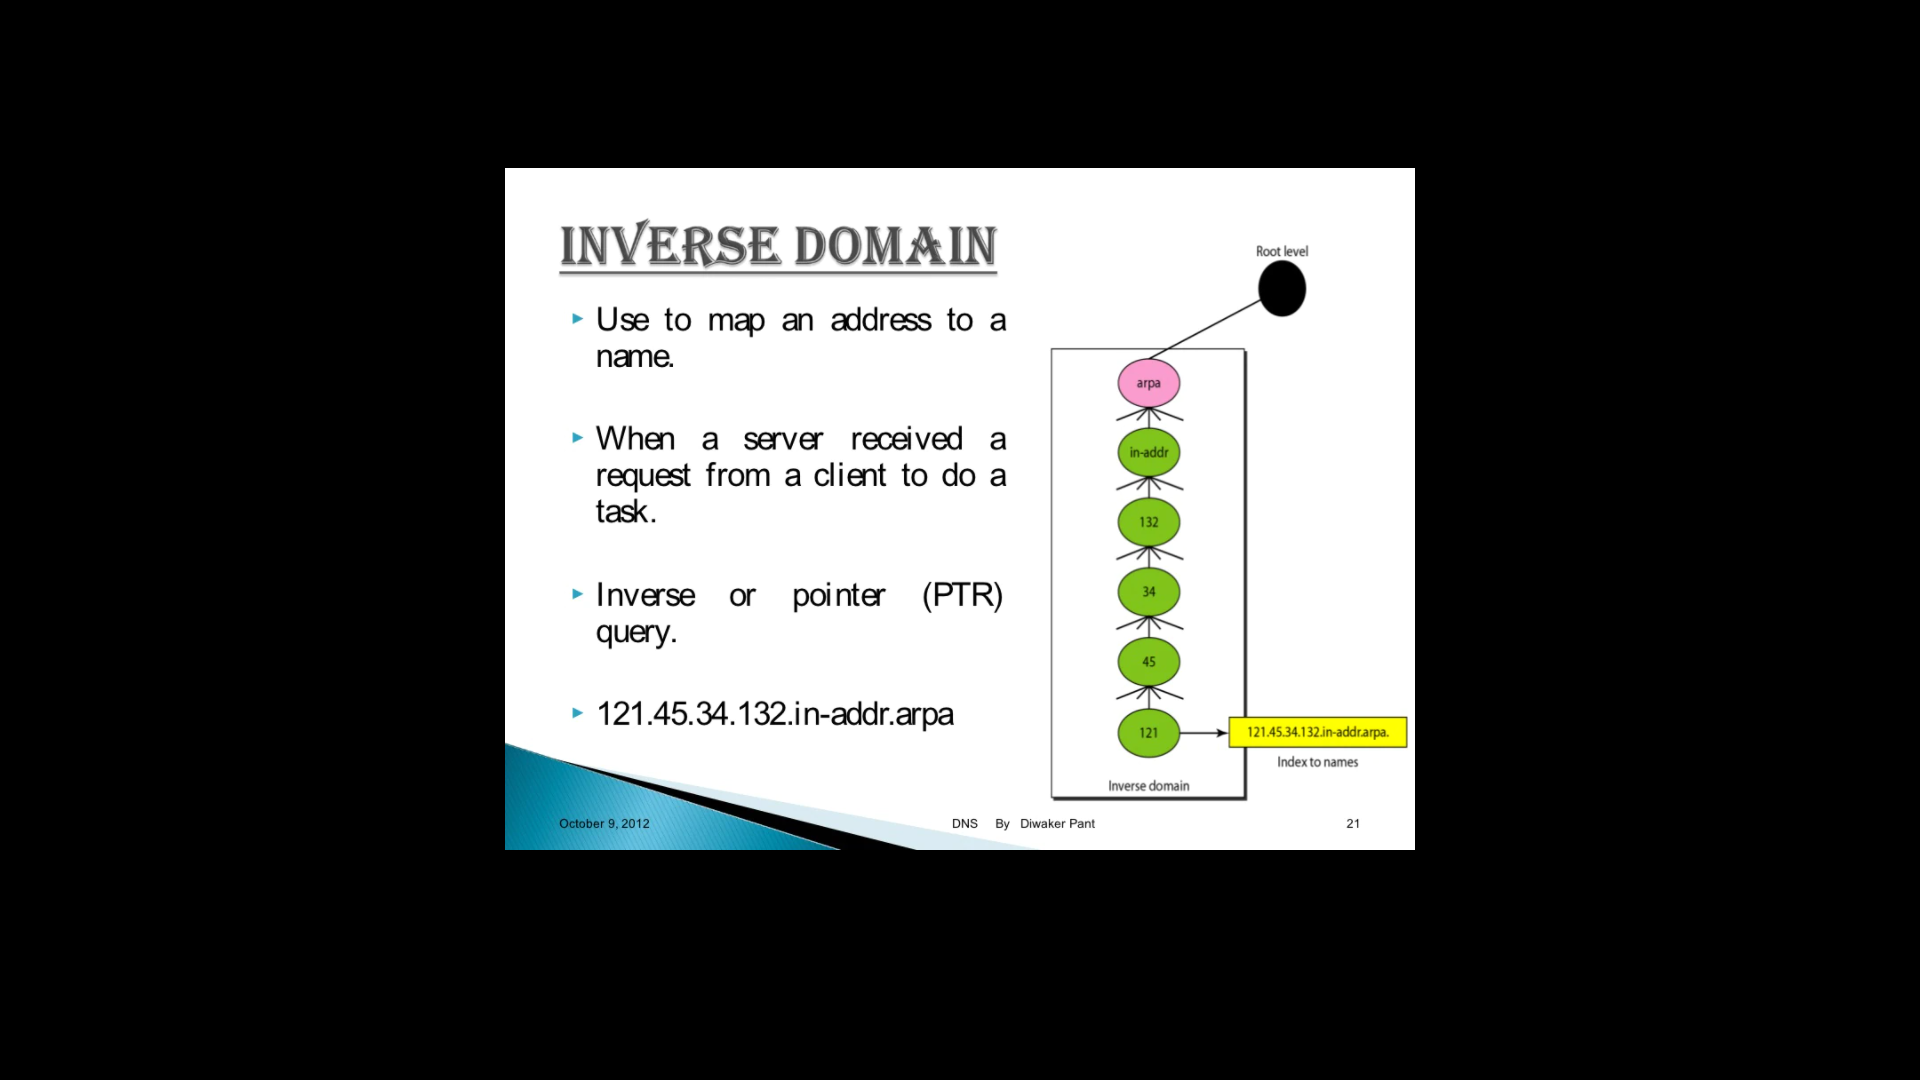 INVERSE DOMAIN
Use to map an address to a
name.
When a server received a
request from a client to do a
task.
Inverse or pointer (PTR)
query.
121.45.34.132.in-addr.arpa
Root level
arpa
in-addr
132
34
45
121
121.45.34.132.in-addr.arpa.
Index to names
Inverse domain
October 9, 2012
DNS By Diwaker Pant
21